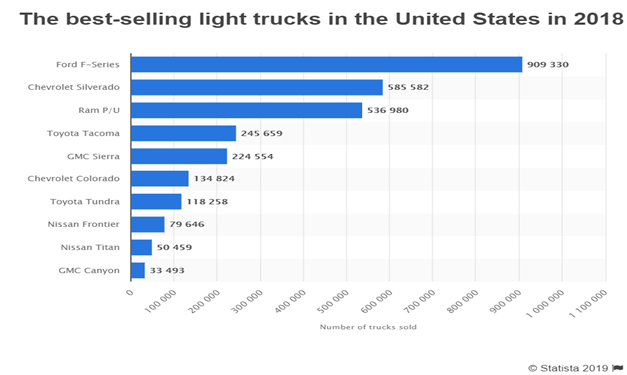 The best-selling light trucks in the United States in 2018
Ford F-Series 909 330
Chevrolet Silverado 585 582
Ram P/U 536 980
Toyota Tacoma 245 659
GMC Sierra 224 554
Chevrolet Colorado 134 824
Toyota Tundra 118 258
Nissan Frontier 79 646
Nissan Titan 50 459
GMC Canyon 33 493
0 100 000 200 000 300 000 400 000 500 000 600 000 700 000 800 000 900 000 1 000 000 1 100 000
Number of trucks sold
© Statista 2019